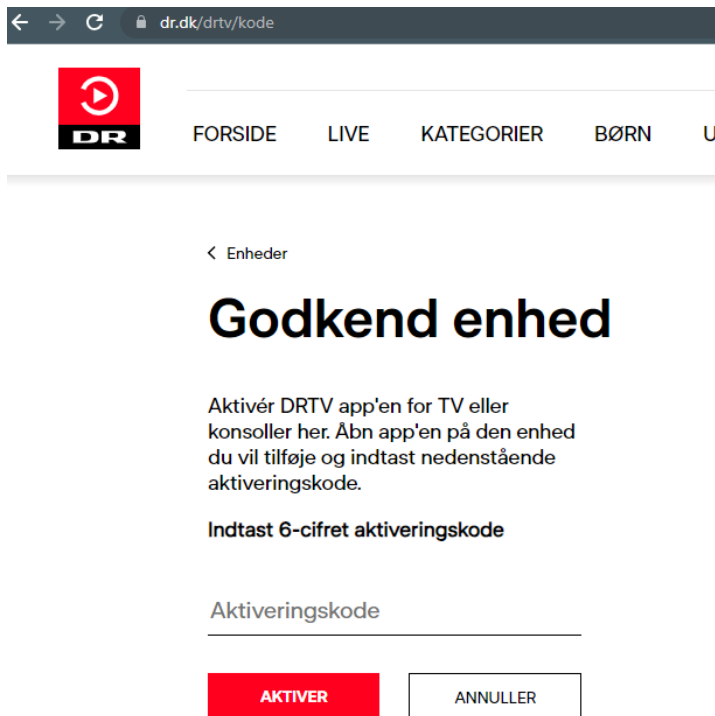 dr.dk/drtv/kode
DR
FORSIDE LIVE KATEGORIER BØRN U
Enheder
Godkend enhed
Aktivér DRTV app'en for TV eller
konsoller her. Åbn app'en på den enhed
du vil tilføje og indtast nedenstående
aktiveringskode.
Indtast 6-cifret aktiveringskode
Aktiveringskode
AKTIVER ANNULLER